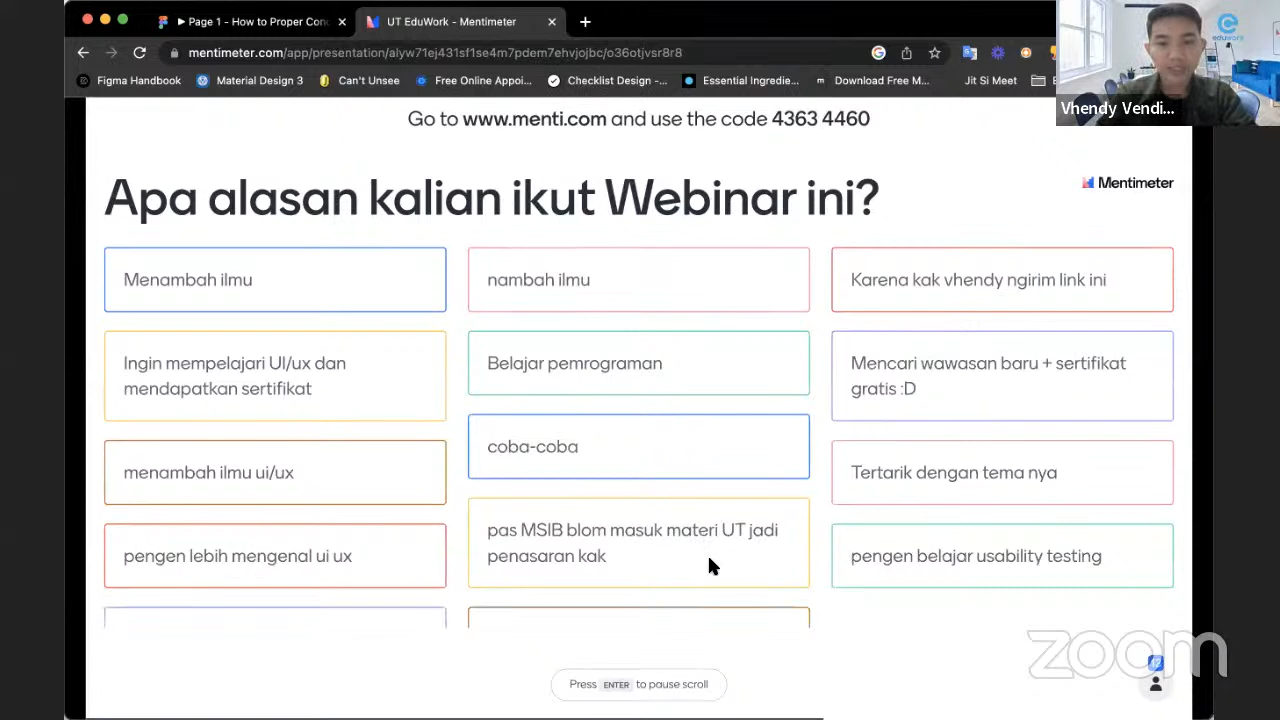 Page 1 - How to Proper Con
UT EduWork - Mentimeter
mentimeter.com/app/presentation/alyw71ej431sf1se4m7pdem7ehvjojbc/o36otjvsr8r8
Figma Handbook
Material Design 3
Can't Unsee
Free Online Appoi...
Checklist Design -...
Essential Ingredie...
Download Free M...
Jit Si Meet
eduwork
Vhendy Vendi...
Go to www.menti.com and use the code 4363 4460
Apa alasan kalian ikut Webinar ini?
Mentimeter
Menambah ilmu
nambah ilmu
Karena kak vhendy ngirim link ini
Ingin mempelajari UI/ux dan
mendapatkan sertifikat
Belajar pemrograman
Mencari wawasan baru + sertifikat
gratis :D
coba-coba
menambah ilmu ui/ux
Tertarik dengan tema nya
pas MSIB blom masuk materi UT jadi
penasaran kak
pengen lebih mengenal ui ux
pengen belajar usability testing
zoom
Press ENTER to pause scroll